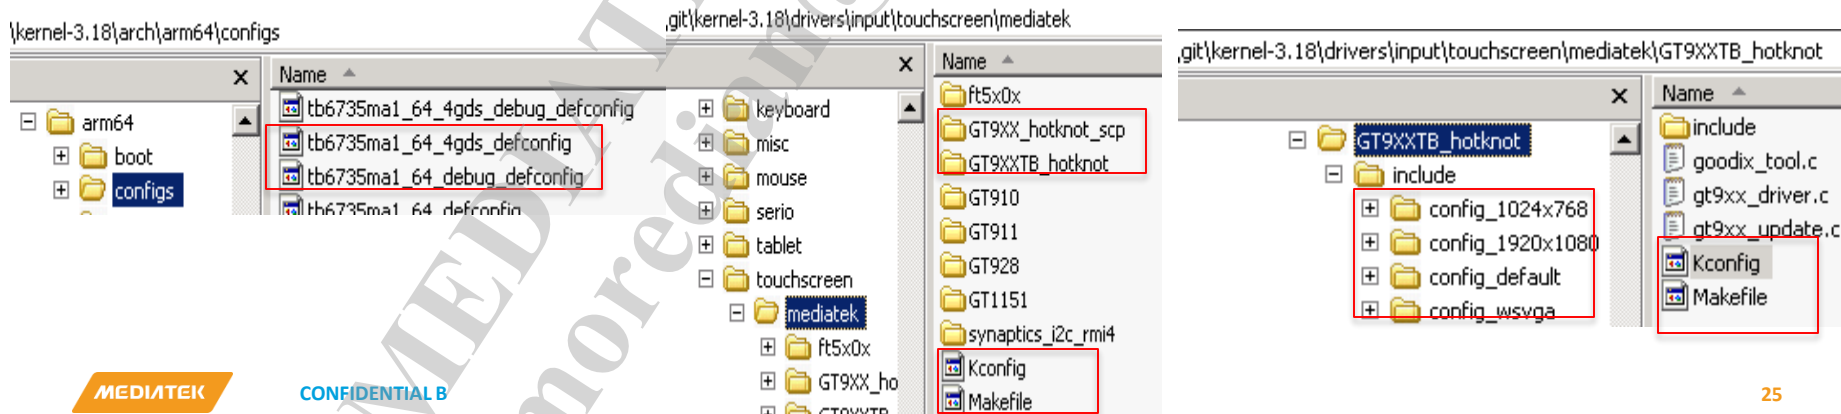 \kernel-3.18\arch\arm64\configs
Name
arm64
boot
configs
tb6735ma1_64_4gds_debug_defconfig
tb6735ma1_64_4gds_defconfig
tb6735ma1_64_debug_defconfig
tb6735ma1_64_defconfig
.git\kernel-3.18\drivers\input\touchscreen\mediatek
Name
keyboard
misc
mouse
serio
tablet
touchscreen
mediatek
ft5x0x
GT9XX_ho
GT9XXTB
ft5x0x
GT9XX_hotknot_scp
GT9XXTB_hotknot
GT910
GT911
GT928
GT1151
synaptics_i2c_rmi4
Kconfig
Makefile
.git\kernel-3.18\drivers\input\touchscreen\mediatek\GT9XXTB_hotknot
Name
GT9XXTB_hotknot
include
config_1024x768
config_1920x1080
config_default
config_wsvga
include
goodix_tool.c
gt9xx_driver.c
gt9xx_update.c
Kconfig
Makefile
MEDIATEK
CONFIDENTIAL B
25